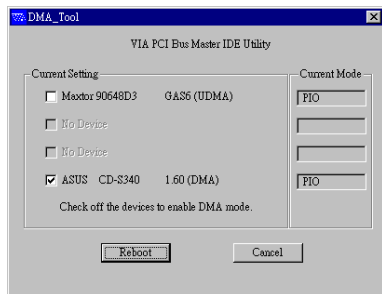 DMA_Tool
VIA PCI Bus Master IDE Utility
Current Setting
Current Mode
Maxtor 90648D3 GAS6 (UDMA)
PIO
No Device
No Device
ASUS CD-S340 1.60 (DMA)
PIO
Check off the devices to enable DMA mode.
Reboot
Cancel